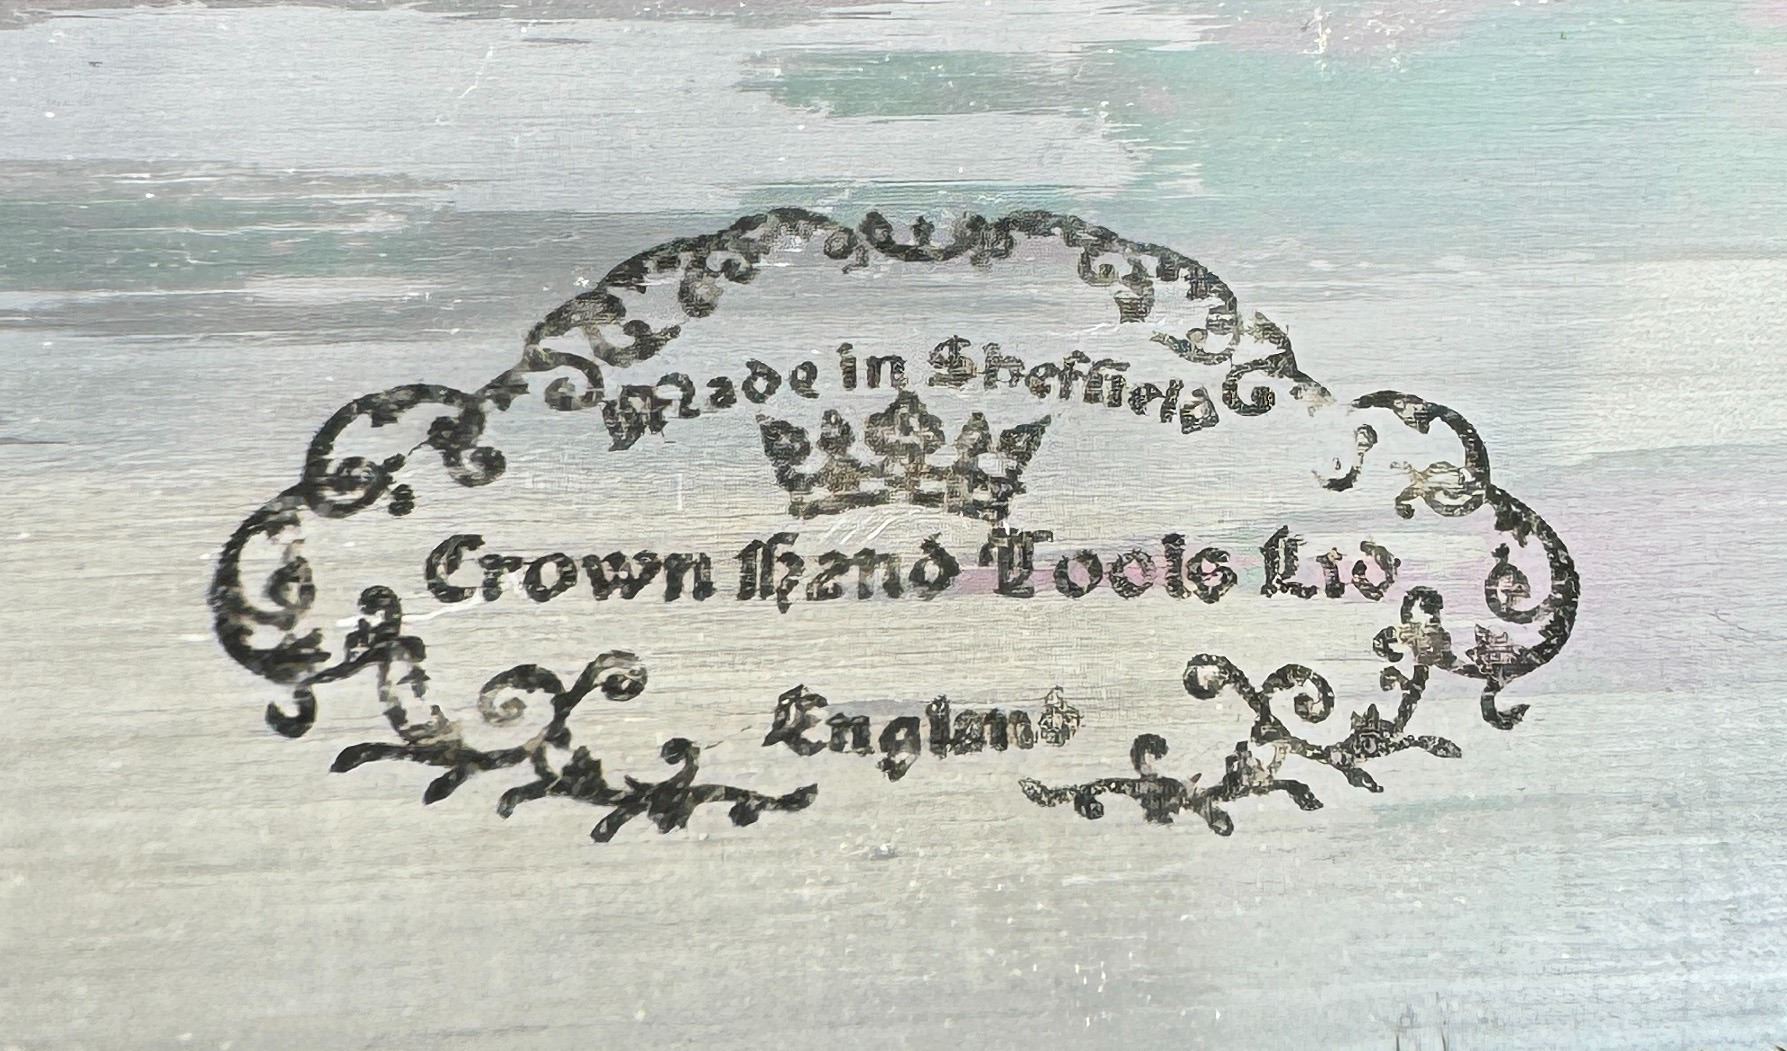 Made in Sheffield
Crown Hand Tools Ltd
England